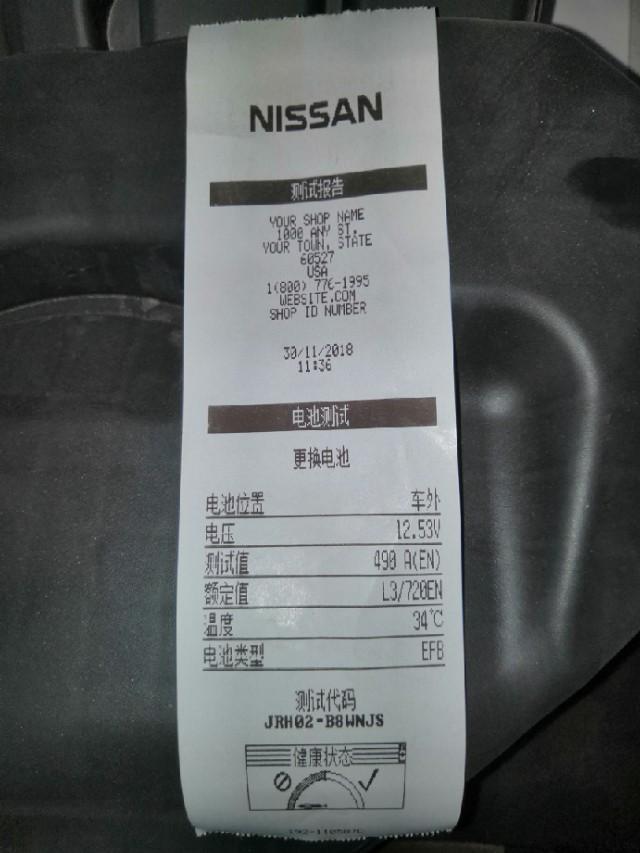 NISSAN
测试报告
YOUR SHOP NAME
1000 ANY ST.
YOUR TOWN, STATE
60527
USA
1(800) 776-1995
WEBSITE.COM
SHOP ID NUMBER
30/11/2018
11:36
电池测试
更换电池
电池位置 车外
电压 12.53V
测试值 490 A(EN)
额定值 L3/720EN
温度 34°C
电池类型 EFB
测试代码
JRH02-B8WNJS
健康状态